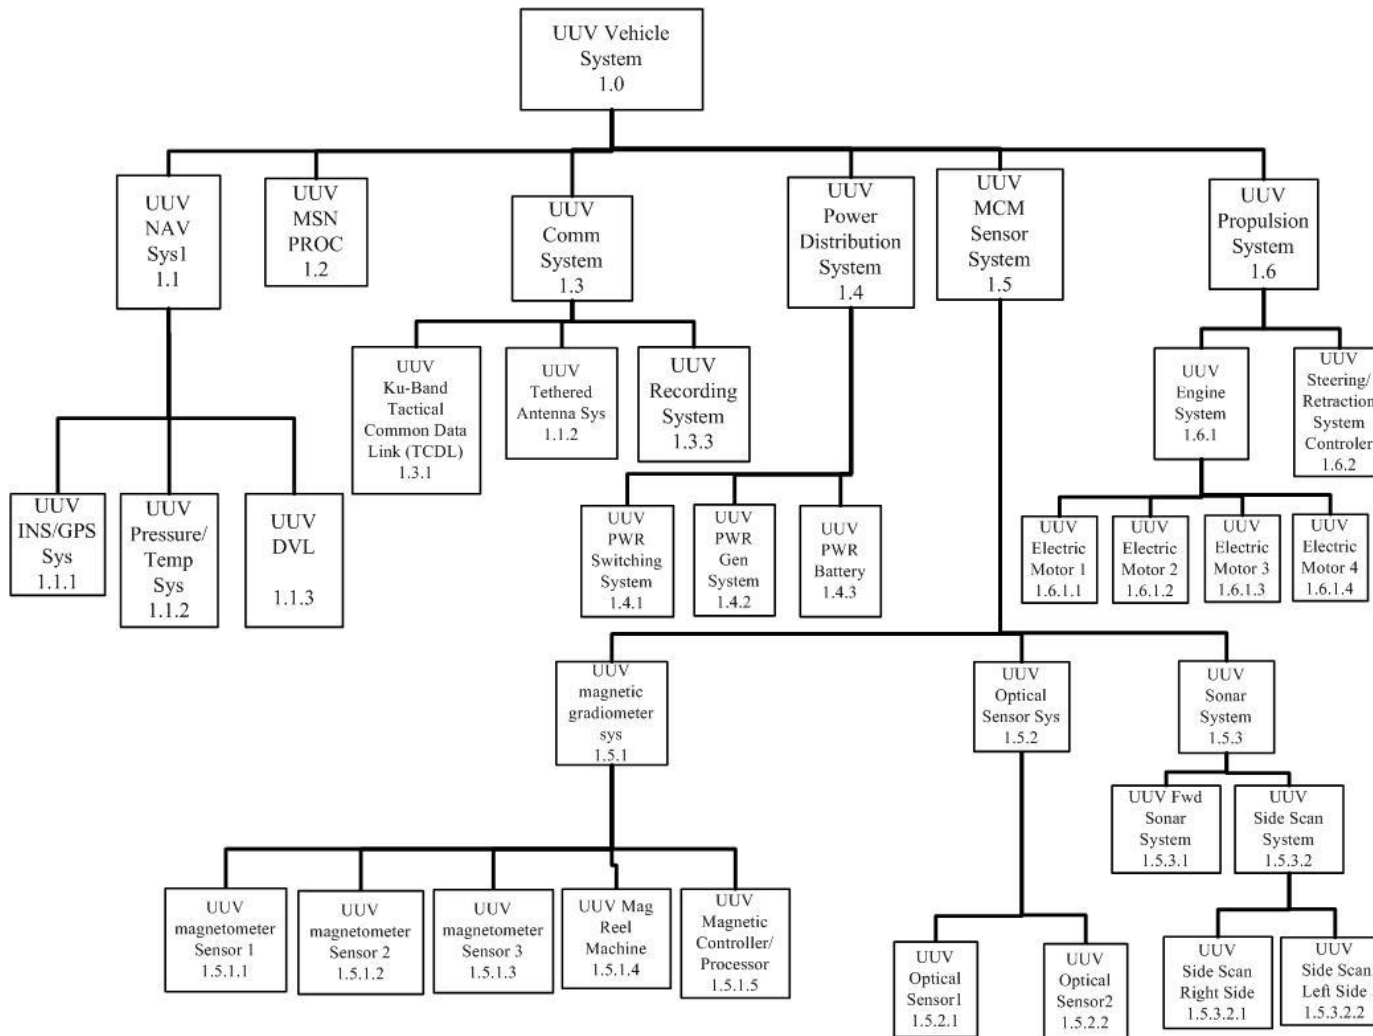 UUV Vehicle
System
1.0
UUV
NAV
Sys1
1.1
UUV
MSN
PROC
1.2
UUV
Comm
System
1.3
UUV
Power
Distribution
System
1.4
UUV
MCM
Sensor
System
1.5
UUV
Propulsion
System
1.6
UUV
Ku-Band
Tactical
Common Data
Link (TCDL)
1.3.1
UUV
Tethered
Antenna Sys
1.1.2
UUV
Recording
System
1.3.3
UUV
Engine
System
1.6.1
UUV
Steering/
Retraction
System
Controler
1.6.2
UUV
INS/GPS
Sys
1.1.1
UUV
Pressure/
Temp
Sys
1.1.2
UUV
DVL
1.1.3
UUV
PWR
Switching
System
1.4.1
UUV
PWR
Gen
System
1.4.2
UUV
PWR
Battery
1.4.3
UUV
Electric
Motor 1
1.6.1.1
UUV
Electric
Motor 2
1.6.1.2
UUV
Electric
Motor 3
1.6.1.3
UUV
Electric
Motor 4
1.6.1.4
UUV
magnetic
gradiometer
sys
1.5.1
UUV
Optical
Sensor Sys
1.5.2
UUV
Sonar
System
1.5.3
UUV Fwd
Sonar
System
1.5.3.1
UUV
Side Scan
System
1.5.3.2
UUV
magnetometer
Sensor 1
1.5.1.1
UUV
magnetometer
Sensor 2
1.5.1.2
UUV
magnetometer
Sensor 3
1.5.1.3
UUV Mag
Reel
Machine
1.5.1.4
UUV
Magnetic
Controller/
Processor
1.5.1.5
UUV
Optical
Sensor1
1.5.2.1
UUV
Optical
Sensor2
1.5.2.2
UUV
Side Scan
Right Side
1.5.3.2.1
UUV
Side Scan
Left Side
1.5.3.2.2